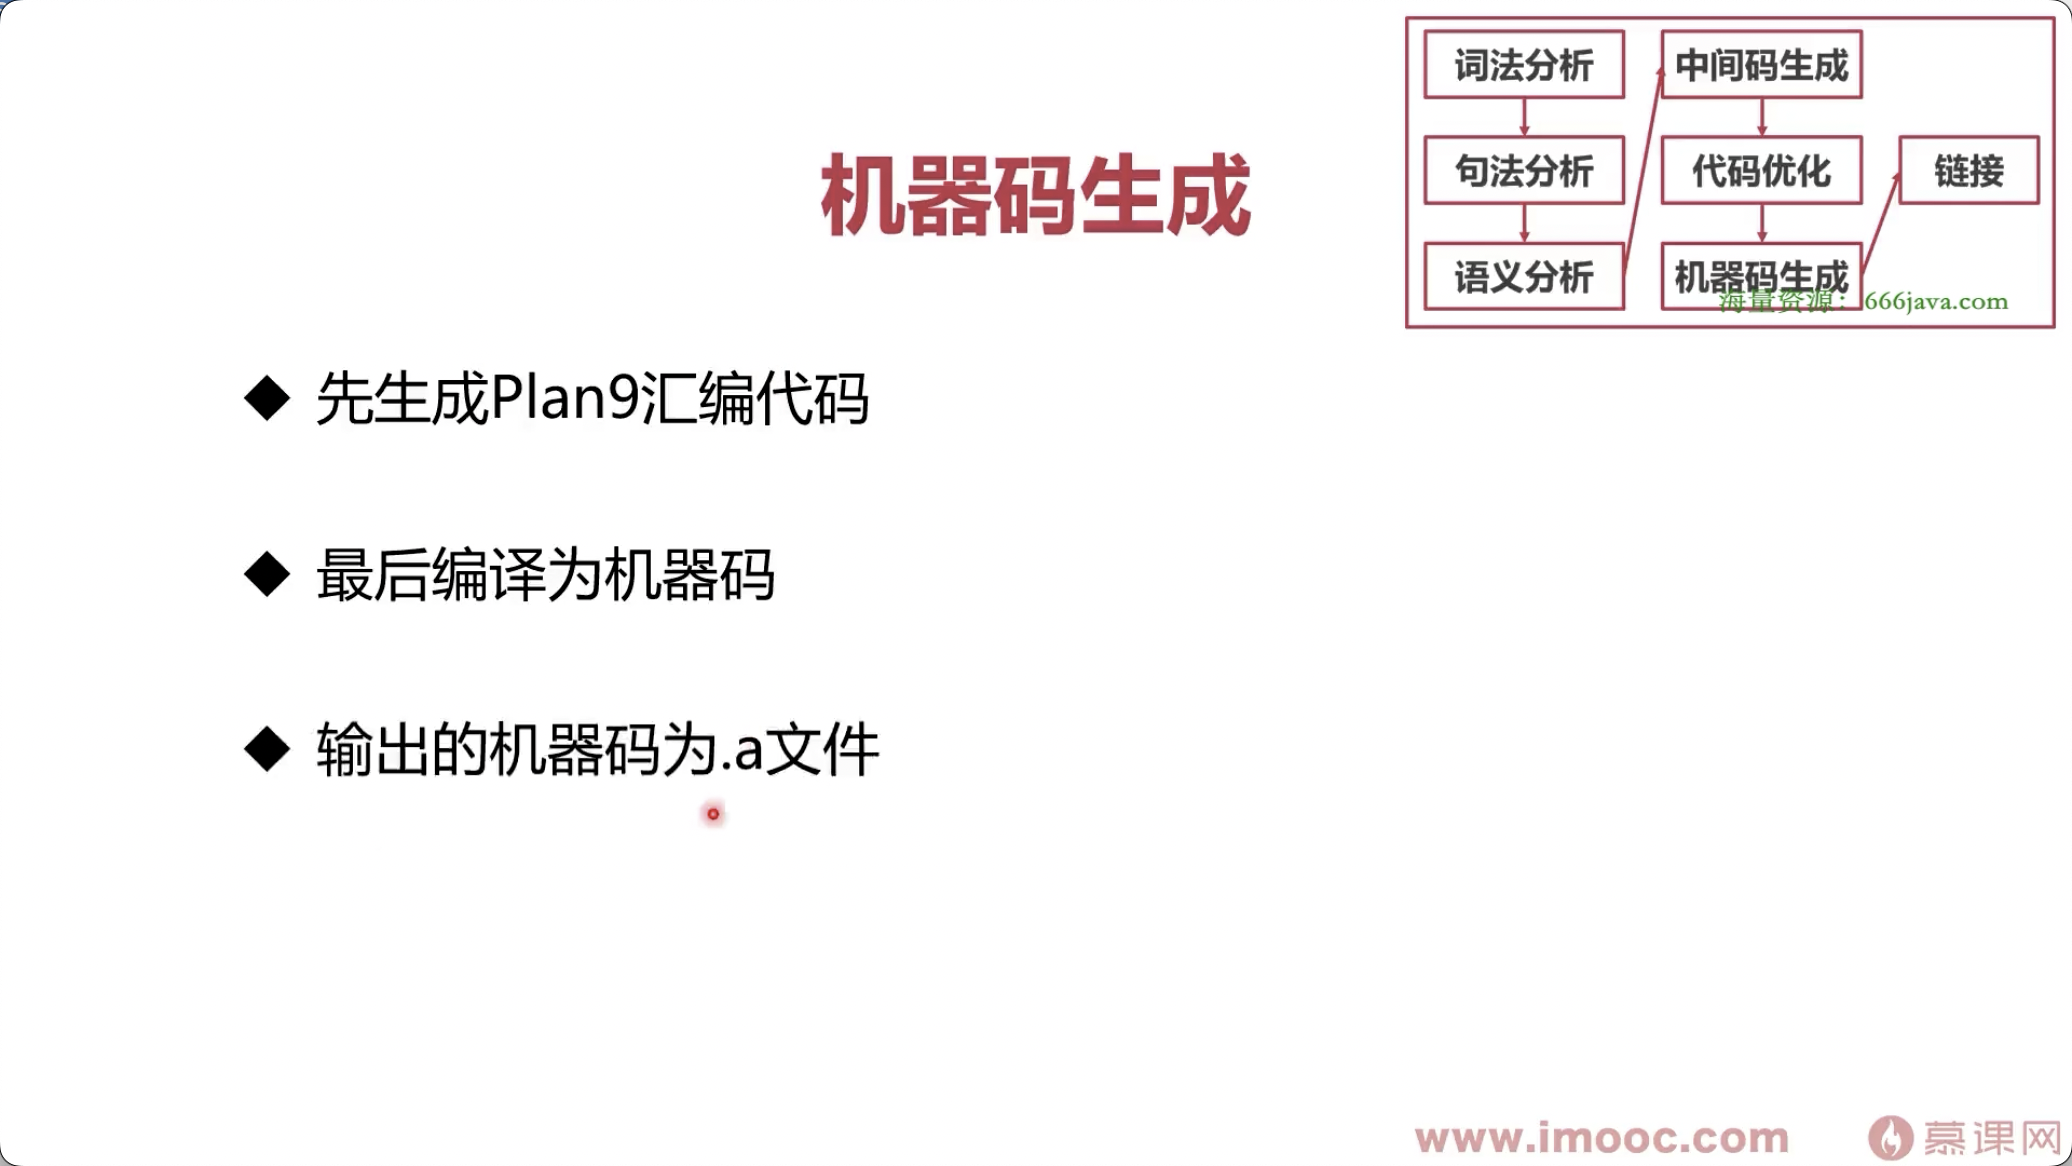 机器码生成
先生成Plan9汇编代码
最后编译为机器码
输出的机器码为.a文件
词法分析
句法分析
语义分析
中间码生成
代码优化
机器码生成
链接
海量资源：666java.com
www.imooc.com
慕课网